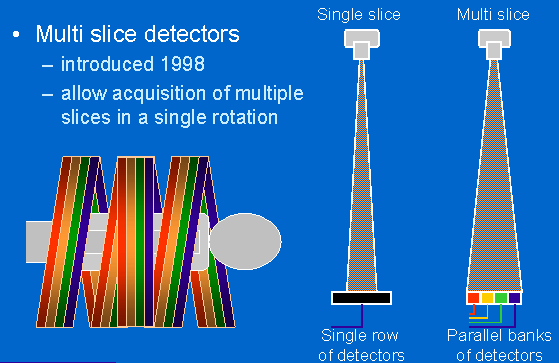 • Multi slice detectors
– introduced 1998
– allow acquisition of multiple
slices in a single rotation
Single slice
Multi slice
Single row
of detectors
Parallel banks
of detectors